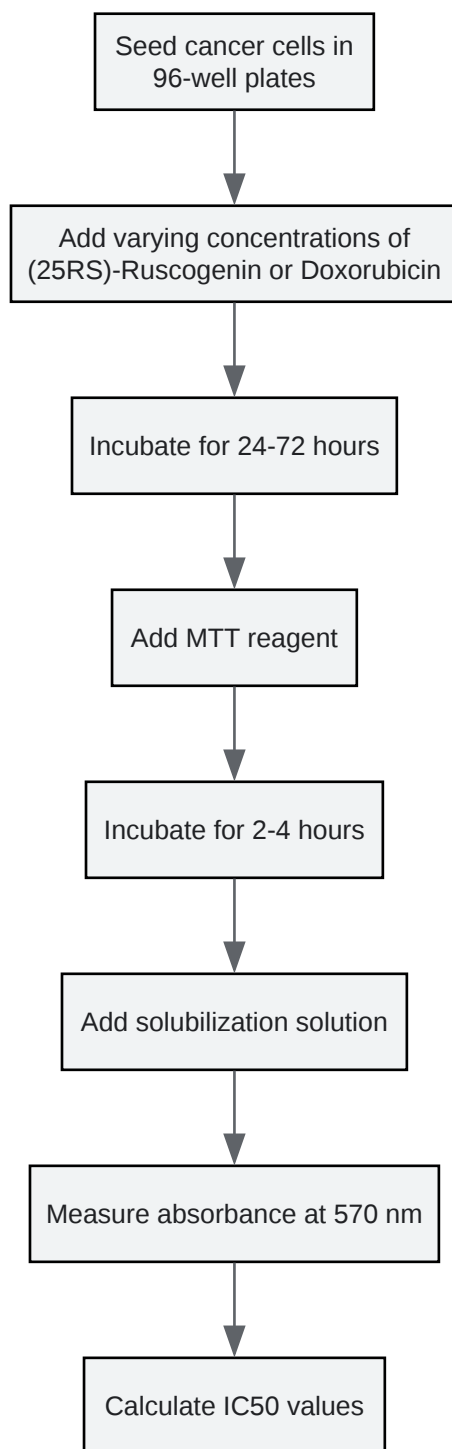 Seed cancer cells in
96-well plates
Add varying concentrations of
(25RS)-Ruscogenin or Doxorubicin
Incubate for 24-72 hours
Add MTT reagent
Incubate for 2-4 hours
Add solubilization solution
Measure absorbance at 570 nm
Calculate IC50 values